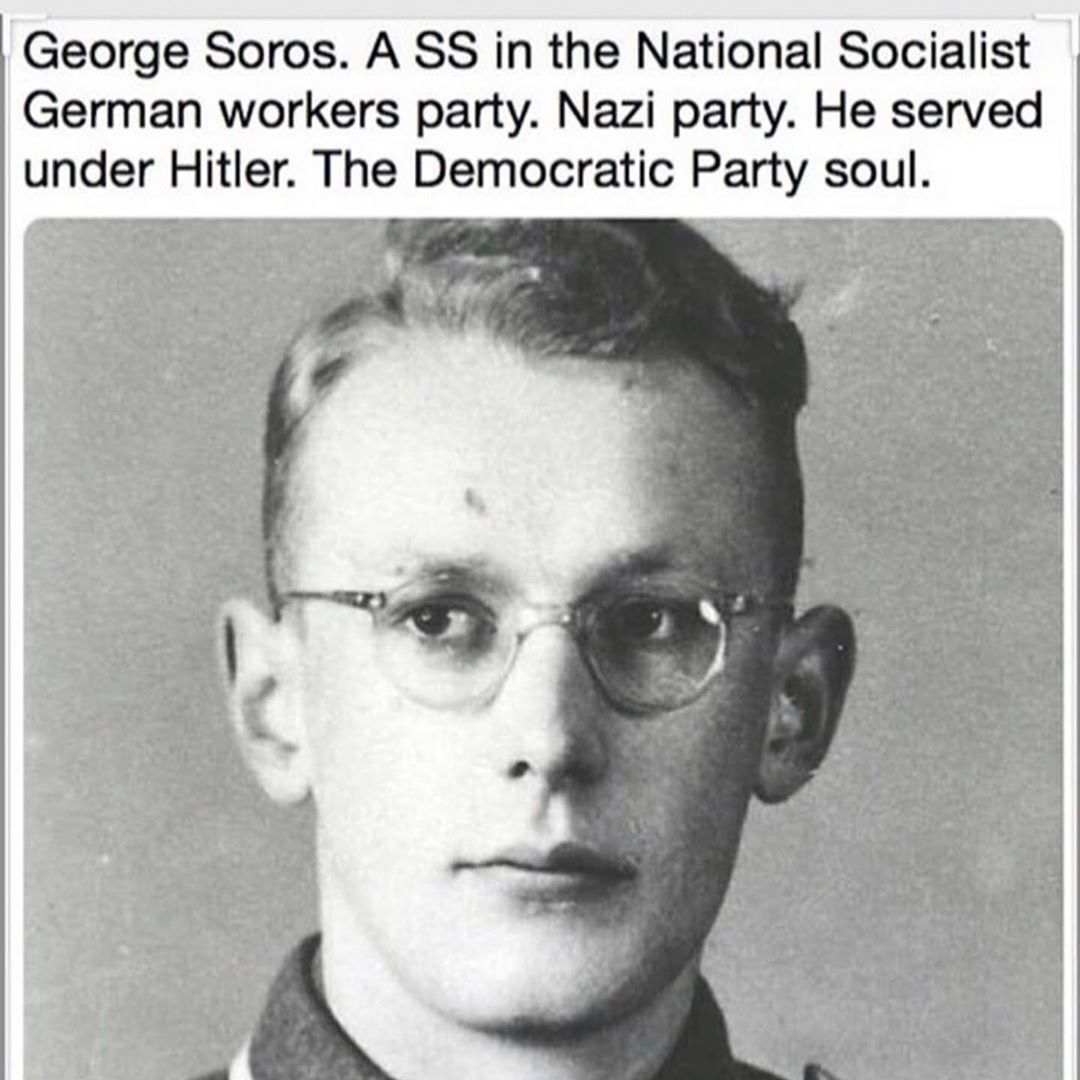 George Soros. A SS in the National Socialist
German workers party. Nazi party. He served
under Hitler. The Democratic Party soul.